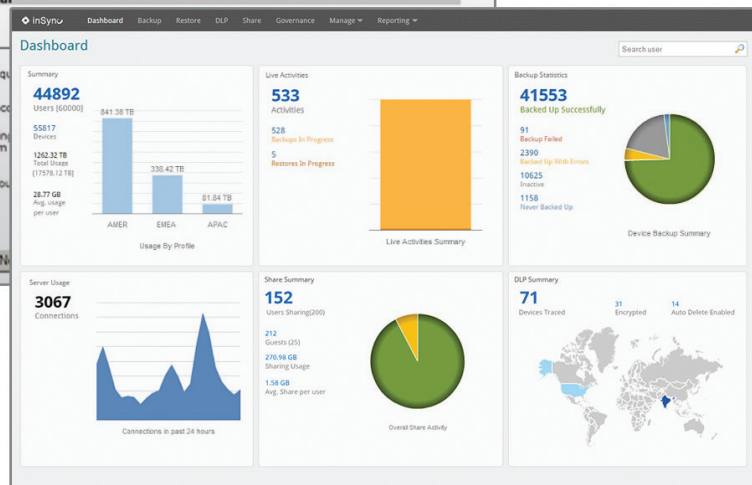 inSync
Dashboard Backup Restore DLP Share Governance Manage Reporting
Dashboard
Search user
Summary
44892
Users [60000]
55817
Devices
1262.32 TB
Total Usage
[17578.12 TB]
28.77 GB
Avg. usage
per user
841.38 TB
338.42 TB
81.84 TB
AMER EMEA APAC
Usage By Profile
Live Activities
533
Activities
528
Backups In Progress
5
Restores In Progress
Live Activities Summary
Backup Statistics
41553
Backed Up Successfully
91
Backup Failed
2390
Backed Up With Errors
10625
Inactive
1158
Never Backed Up
Device Backup Summary
Server Usage
3067
Connections
Connections in past 24 hours
Share Summary
152
Users Sharing(200)
212
Guests (25)
270.98 GB
Sharing Usage
1.58 GB
Avg. Share per user
Overall Share Activity
DLP Summary
71
Devices Traced
31
Encrypted
14
Auto Delete Enabled